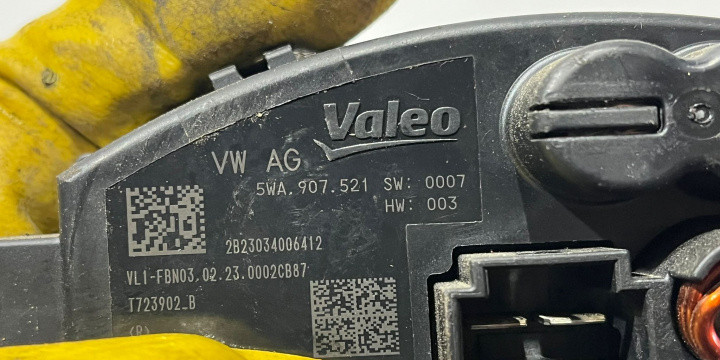 Valeo
VW AG
5WA.907.521 SW: 0007
HW: 003
2B23034006412
VL1-FBN03.02.23.0002CB87
T723902_B